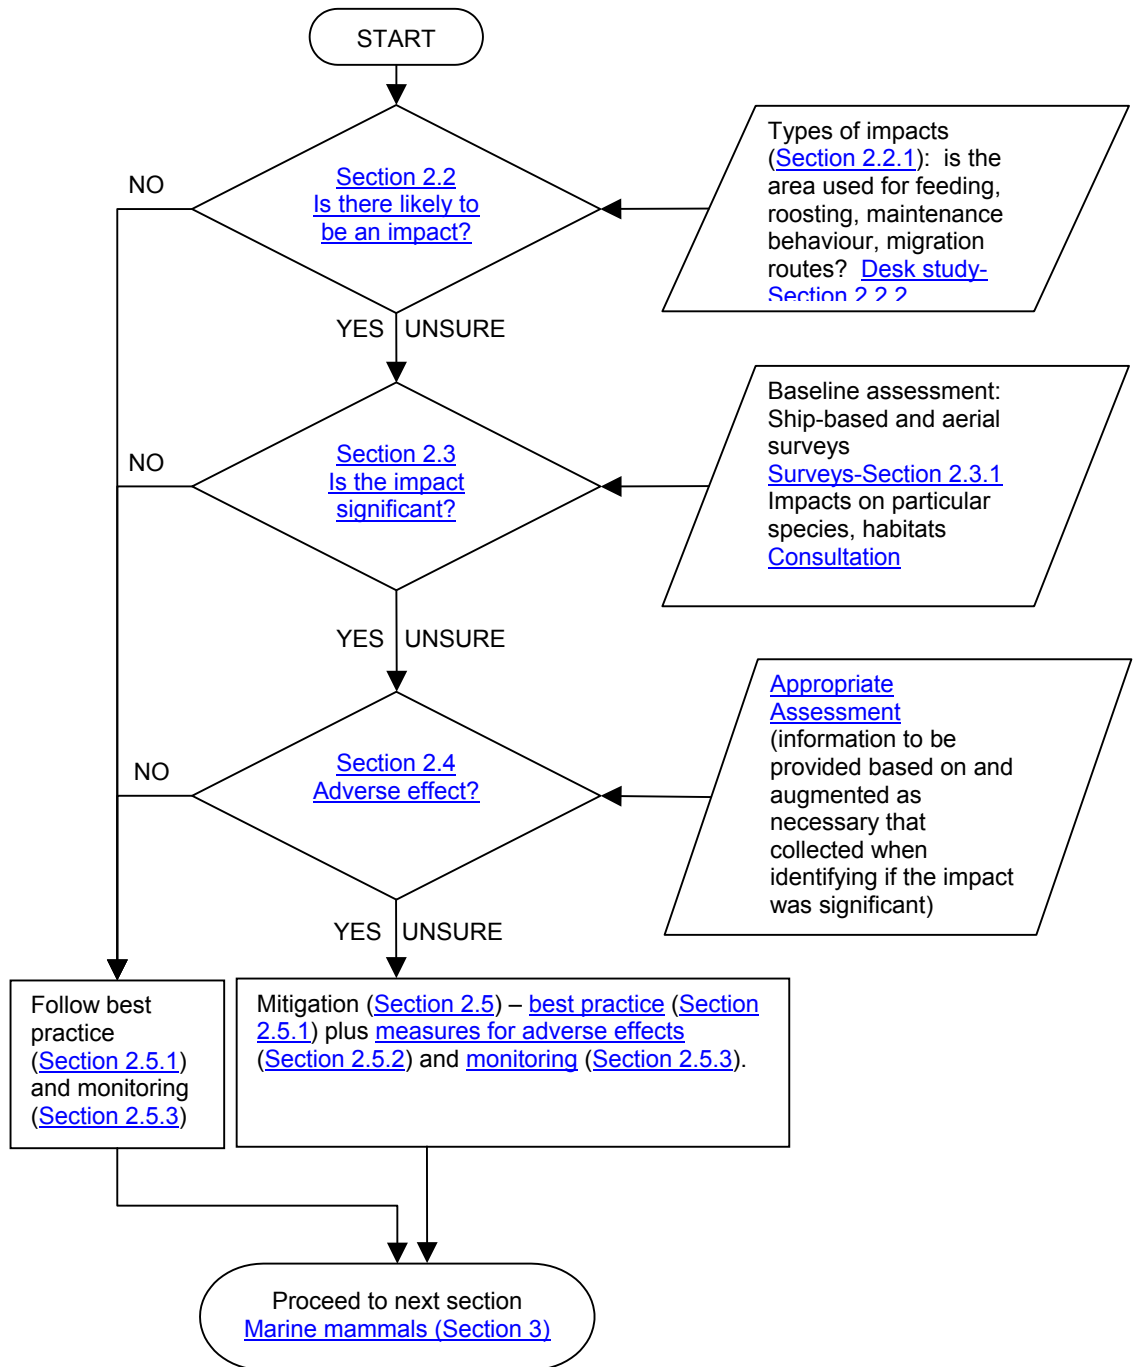 START
Types of impacts
(Section 2.2.1):  is the
area used for feeding,
roosting, maintenance
behaviour, migration
routes?  Desk study-
Section 2.2.2
NO
Section 2.2
Is there likely to
be an impact?
YES
UNSURE
Baseline assessment:
Ship-based and aerial
surveys
Surveys-Section 2.3.1
Impacts on particular
species, habitats
Consultation
NO
Section 2.3
Is the impact
significant?
YES
UNSURE
Appropriate
Assessment
(information to be
provided based on and
augmented as
necessary that
collected when
identifying if the impact
was significant)
NO
Section 2.4
Adverse effect?
YES
UNSURE
Follow best
practice
(Section 2.5.1)
and monitoring
(Section 2.5.3)
Mitigation (Section 2.5) – best practice (Section
2.5.1) plus measures for adverse effects
(Section 2.5.2) and monitoring (Section 2.5.3).
Proceed to next section
Marine mammals (Section 3)